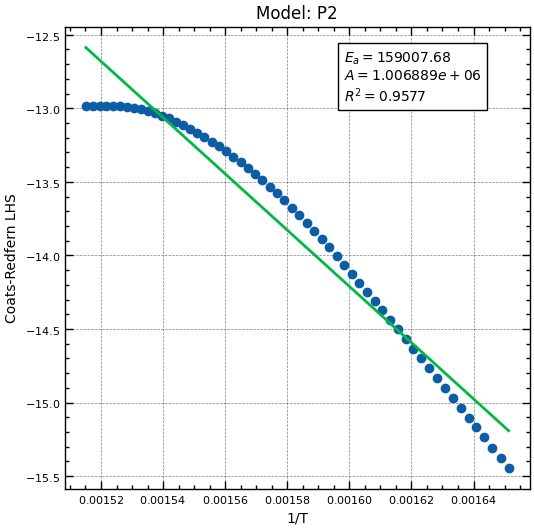 Model: P2
Eₐ = 159007.68
A = 1.006889e + 06
R² = 0.9577
Coats-Redfern LHS
−12.5
−13.0
−13.5
−14.0
−14.5
−15.0
−15.5
0.00152 0.00154 0.00156 0.00158 0.00160 0.00162 0.00164
1/T